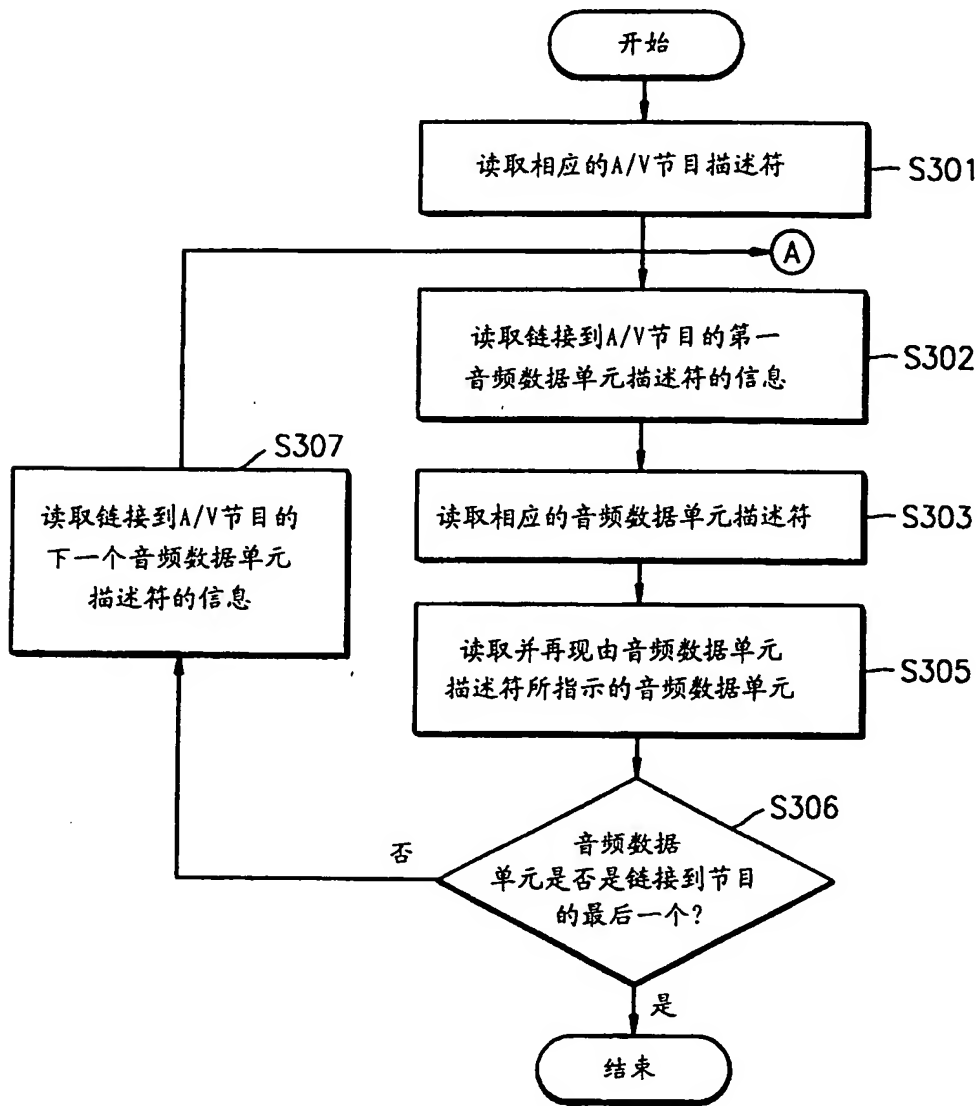 开始
读取相应的A/V节目描述符
S301
A
读取链接到A/V节目的第一
音频数据单元描述符的信息
S302
S307
读取链接到A/V节目的
下一个音频数据单元
描述符的信息
读取相应的音频数据单元描述符
S303
读取并再现由音频数据单元
描述符所指示的音频数据单元
S305
S306
音频数据
单元是否是链接到节目
的最后一个?
否
是
结束